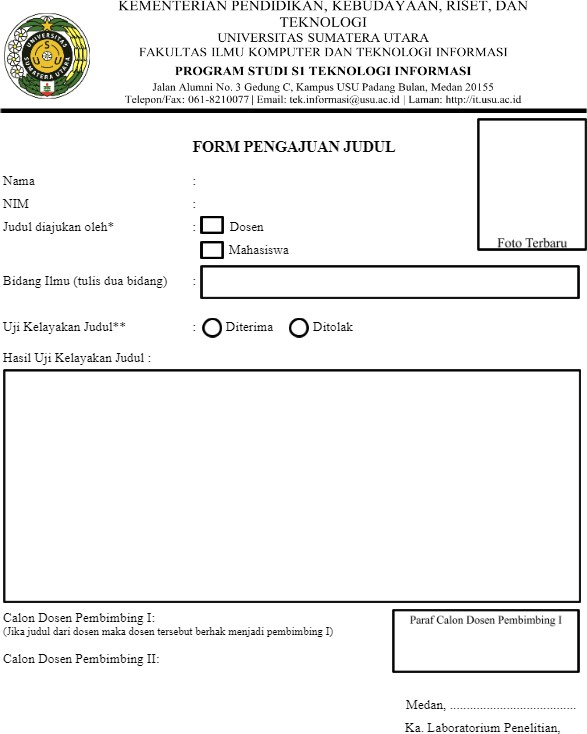 KEMENTERIAN PENDIDIKAN, KEBUDAYAAN, RISET, DAN
TEKNOLOGI
UNIVERSITAS SUMATERA UTARA
FAKULTAS ILMU KOMPUTER DAN TEKNOLOGI INFORMASI
PROGRAM STUDI S1 TEKNOLOGI INFORMASI
Jalan Alumni No. 3 Gedung C, Kampus USU Padang Bulan, Medan 20155
Telepon/Fax: 061-8210077 | Email: tek.informasi@usu.ac.id | Laman: http://it.usu.ac.id
UNIVERSITAS
SUMATERA UTARA
FORM PENGAJUAN JUDUL
Foto Terbaru
Nama :
NIM :
Judul diajukan oleh* : Dosen
Mahasiswa
Bidang Ilmu (tulis dua bidang) :
Uji Kelayakan Judul** : Diterima Ditolak
Hasil Uji Kelayakan Judul :
Calon Dosen Pembimbing I:
(Jika judul dari dosen maka dosen tersebut berhak menjadi pembimbing I)
Calon Dosen Pembimbing II:
Paraf Calon Dosen Pembimbing I
Medan, ......................................
Ka. Laboratorium Penelitian,